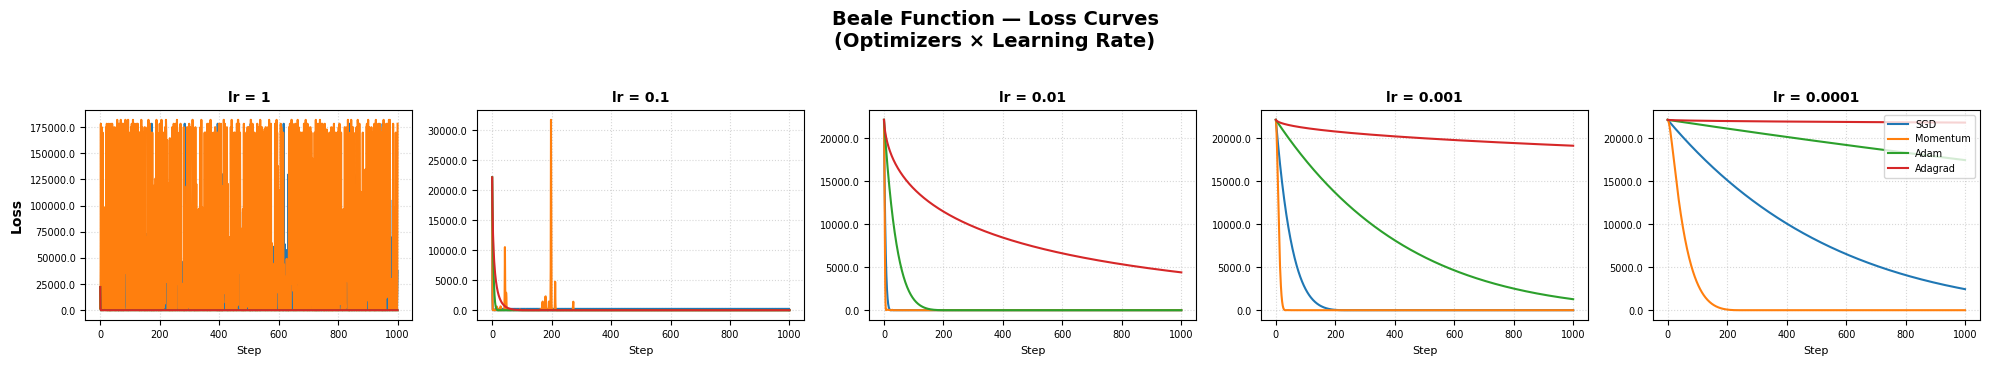 Beale Function — Loss Curves
(Optimizers × Learning Rate)
lr = 1
lr = 0.1
lr = 0.01
lr = 0.001
lr = 0.0001
Loss
175000.0
150000.0
125000.0
100000.0
75000.0
50000.0
25000.0
0.0
0 200 400 600 800 1000
Step
30000.0
25000.0
20000.0
15000.0
10000.0
5000.0
0.0
0 200 400 600 800 1000
Step
20000.0
15000.0
10000.0
5000.0
0.0
0 200 400 600 800 1000
Step
20000.0
15000.0
10000.0
5000.0
0.0
0 200 400 600 800 1000
Step
20000.0
15000.0
10000.0
5000.0
0.0
0 200 400 600 800 1000
Step
SGD
Momentum
Adam
Adagrad